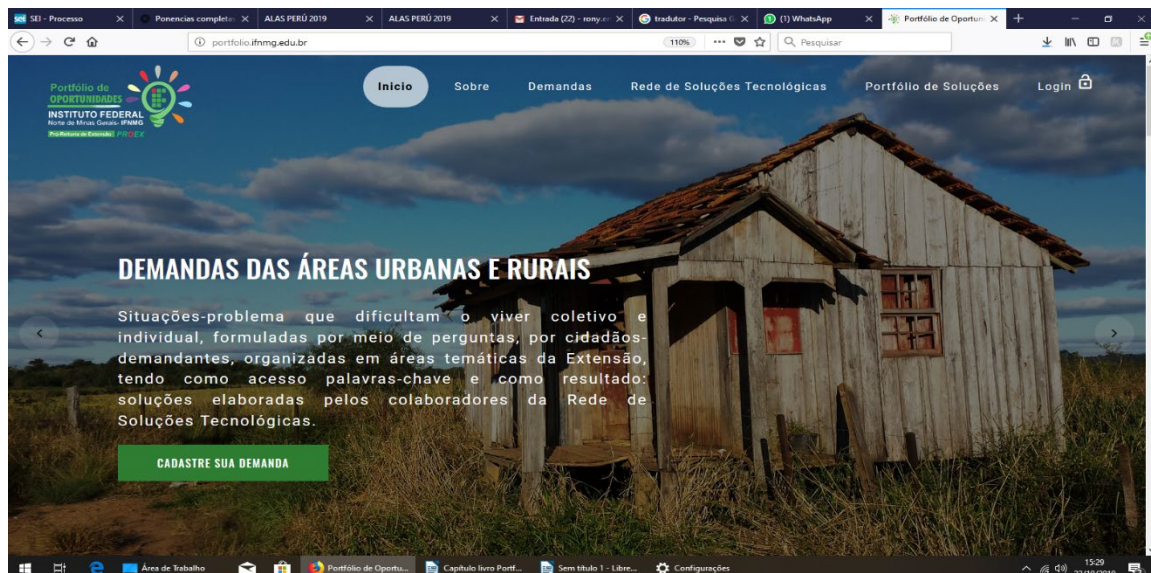 SEI - Processo
Ponencias completas
ALAS PERÚ 2019
ALAS PERÚ 2019
Entrada (22) - rony.en
tradutor - Pesquisa G
(1) WhatsApp
Portfólio de Oportuni
portfolio.ifnmg.edu.br
110%
Pesquisar
Portfólio de
OPORTUNIDADES
INSTITUTO FEDERAL
Norte de Minas Gerais- IFNMG
Pró-Reitoria de Extensão PROEX
Inicio
Sobre
Demandas
Rede de Soluções Tecnológicas
Portfólio de Soluções
Login
DEMANDAS DAS ÁREAS URBANAS E RURAIS
Situações-problema que dificultam o viver coletivo e
individual, formuladas por meio de perguntas, por cidadãos-
demandantes, organizadas em áreas temáticas da Extensão,
tendo como acesso palavras-chave e como resultado:
soluções elaboradas pelos colaboradores da Rede de
Soluções Tecnológicas.
CADASTRE SUA DEMANDA
Área de Trabalho
Portfólio de Oportu...
Capítulo livro Portf...
Sem título 1 - Libre...
Configurações
15:29